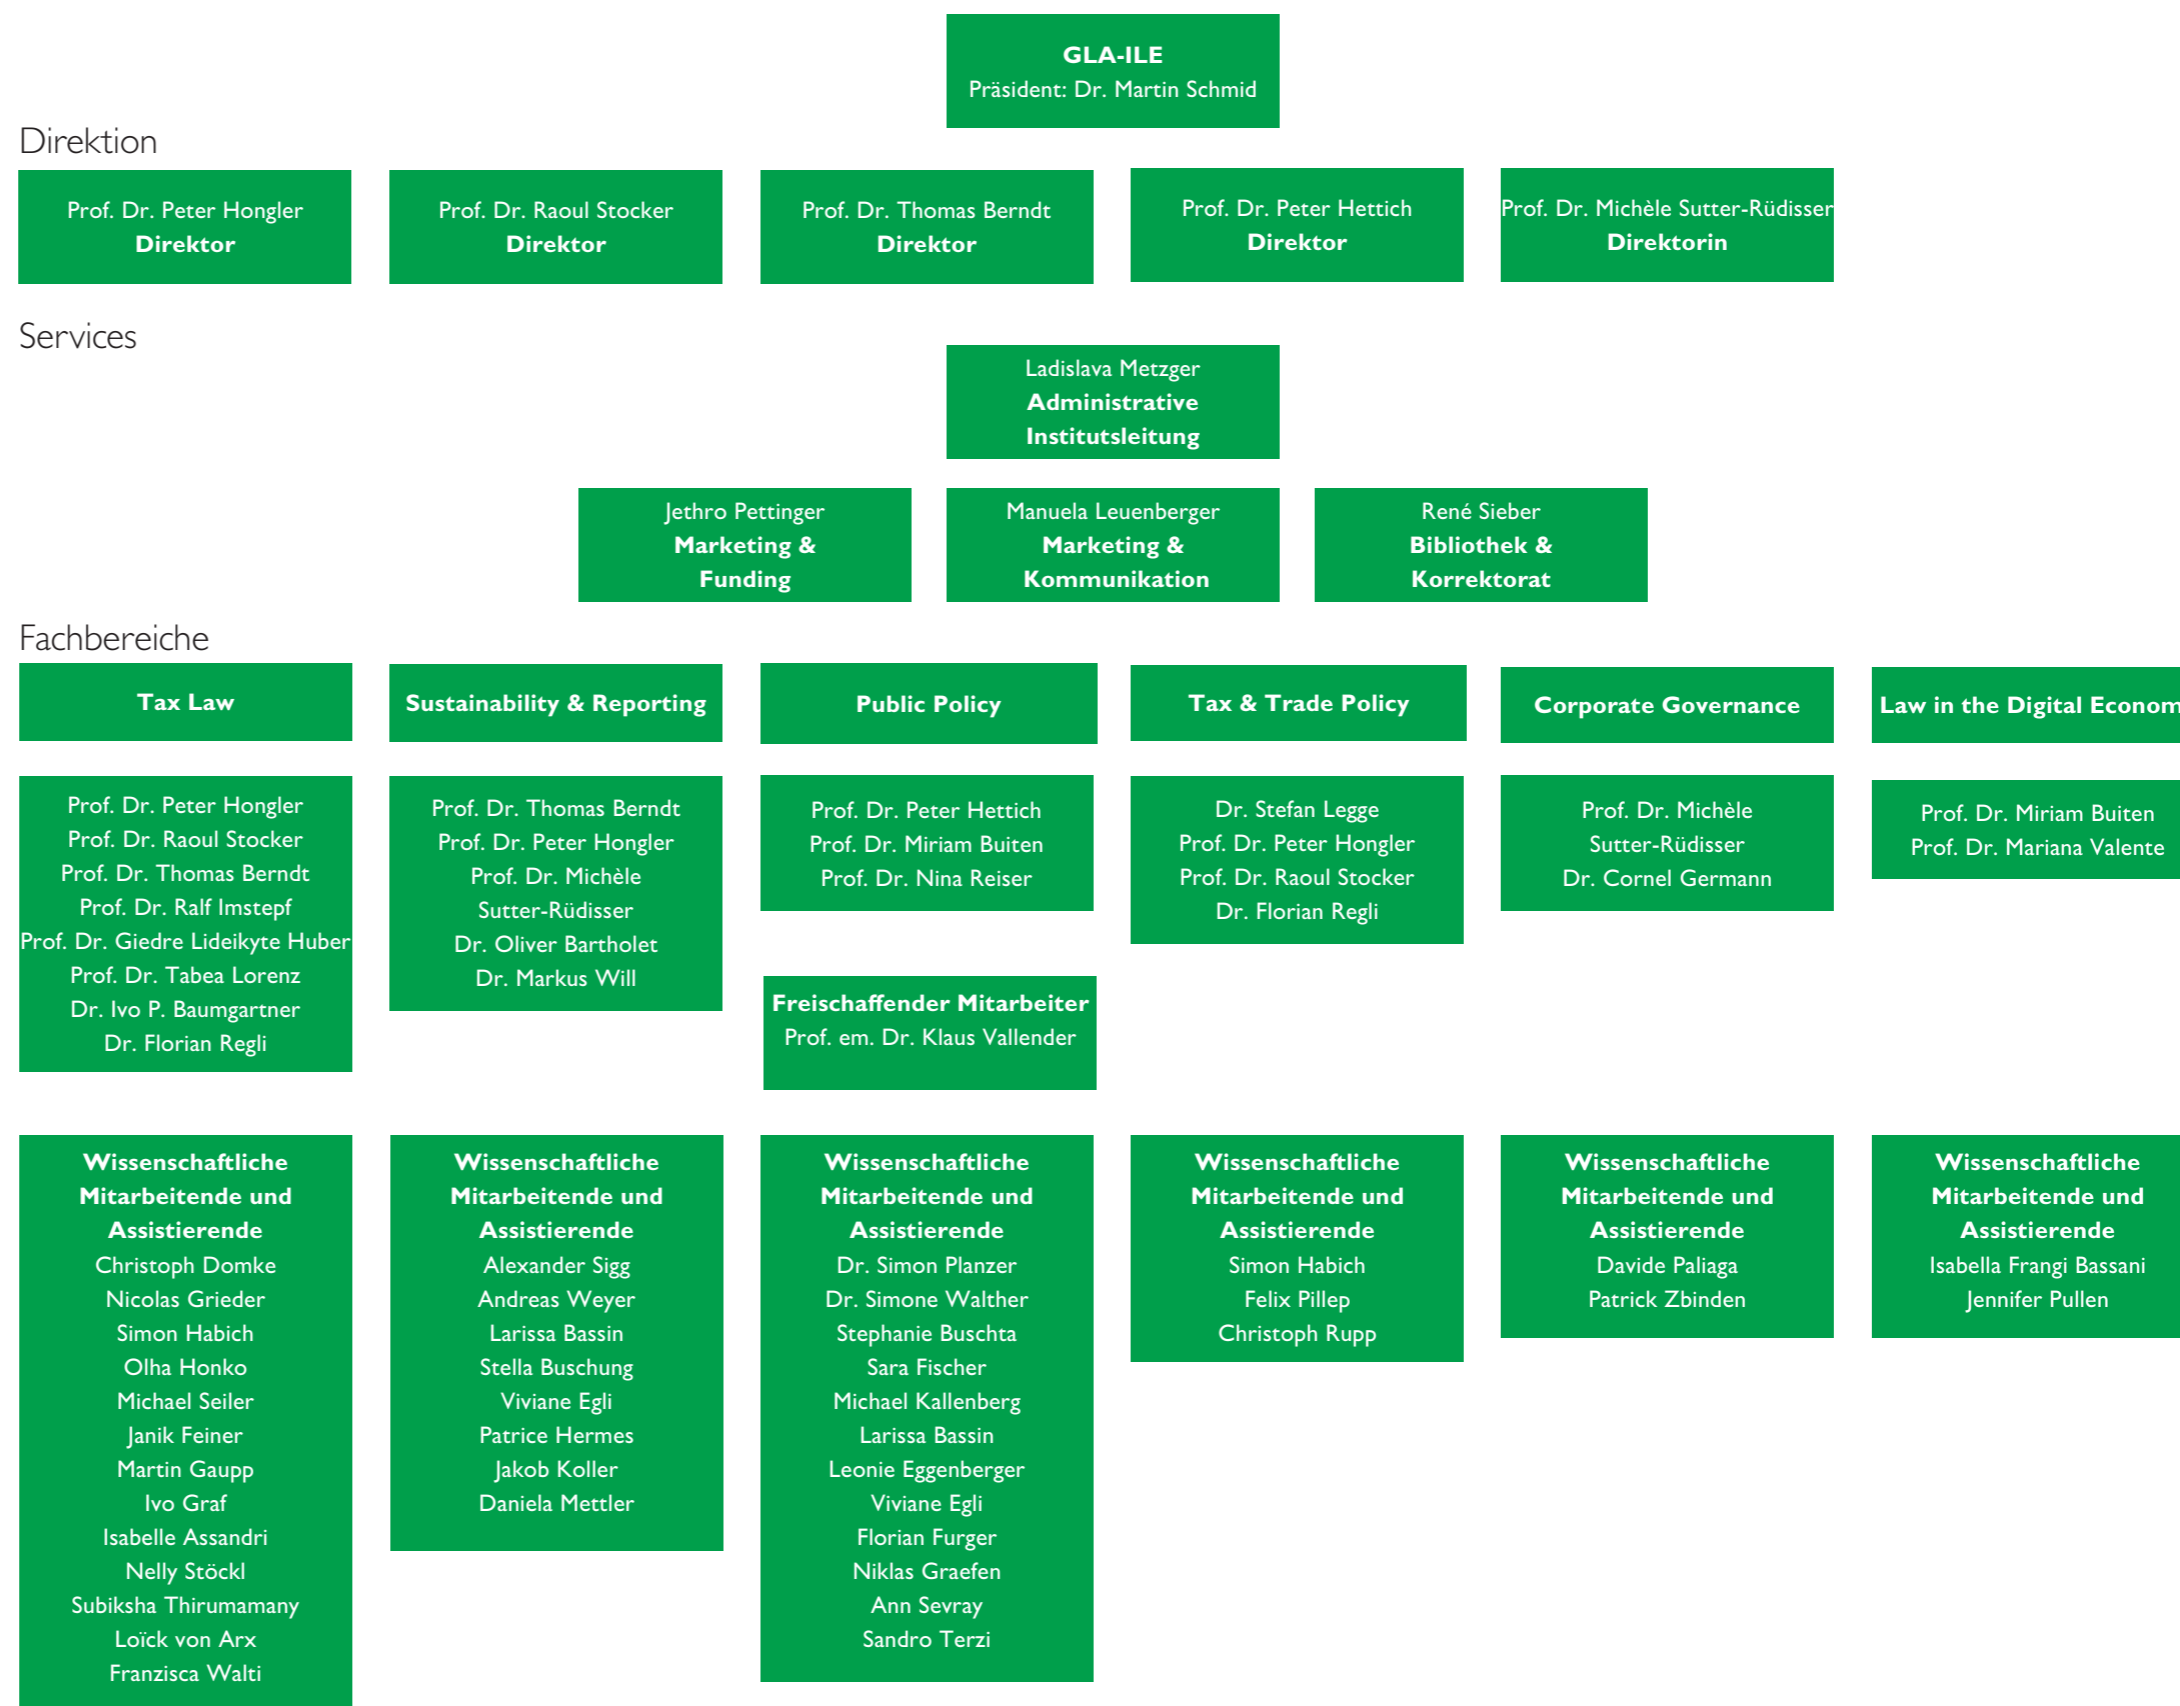 GLA-ILE
Präsident: Dr. Martin Schmid
Direktion
Prof. Dr. Peter Hongler
Direktor
Prof. Dr. Raoul Stocker
Direktor
Prof. Dr. Thomas Berndt
Direktor
Prof. Dr. Peter Hettich
Direktor
Prof. Dr. Michèle Sutter-Rüdisser
Direktorin
Services
Ladislava Metzger
Administrative
Institutsleitung
Jethro Pettinger
Marketing &
Funding
Manuela Leuenberger
Marketing &
Kommunikation
René Sieber
Bibliothek &
Korrektorat
Fachbereiche
Tax Law
Sustainability & Reporting
Public Policy
Tax & Trade Policy
Corporate Governance
Law in the Digital Econom
Prof. Dr. Peter Hongler
Prof. Dr. Raoul Stocker
Prof. Dr. Thomas Berndt
Prof. Dr. Ralf Imstepf
Prof. Dr. Giedre Lideikyte Huber
Prof. Dr. Tabea Lorenz
Dr. Ivo P. Baumgartner
Dr. Florian Regli
Prof. Dr. Thomas Berndt
Prof. Dr. Peter Hongler
Prof. Dr. Michèle
Sutter-Rüdisser
Dr. Oliver Bartholet
Dr. Markus Will
Prof. Dr. Peter Hettich
Prof. Dr. Miriam Buiten
Prof. Dr. Nina Reiser
Dr. Stefan Legge
Prof. Dr. Peter Hongler
Prof. Dr. Raoul Stocker
Dr. Florian Regli
Prof. Dr. Michèle
Sutter-Rüdisser
Dr. Cornel Germann
Prof. Dr. Miriam Buiten
Prof. Dr. Mariana Valente
Freischaffender Mitarbeiter
Prof. em. Dr. Klaus Vallender
Wissenschaftliche
Mitarbeitende und
Assistierende
Christoph Domke
Nicolas Grieder
Simon Habich
Olha Honko
Michael Seiler
Janik Feiner
Martin Gaupp
Ivo Graf
Isabelle Assandri
Nelly Stöckl
Subiksha Thirumamany
Loïck von Arx
Franzisca Walti
Wissenschaftliche
Mitarbeitende und
Assistierende
Alexander Sigg
Andreas Weyer
Larissa Bassin
Stella Buschung
Viviane Egli
Patrice Hermes
Jakob Koller
Daniela Mettler
Wissenschaftliche
Mitarbeitende und
Assistierende
Dr. Simon Planzer
Dr. Simone Walther
Stephanie Buschta
Sara Fischer
Michael Kallenberg
Larissa Bassin
Leonie Eggenberger
Viviane Egli
Florian Furger
Niklas Graefen
Ann Sevray
Sandro Terzi
Wissenschaftliche
Mitarbeitende und
Assistierende
Simon Habich
Felix Pillep
Christoph Rupp
Wissenschaftliche
Mitarbeitende und
Assistierende
Davide Paliaga
Patrick Zbinden
Wissenschaftliche
Mitarbeitende und
Assistierende
Isabella Frangi Bassani
Jennifer Pullen